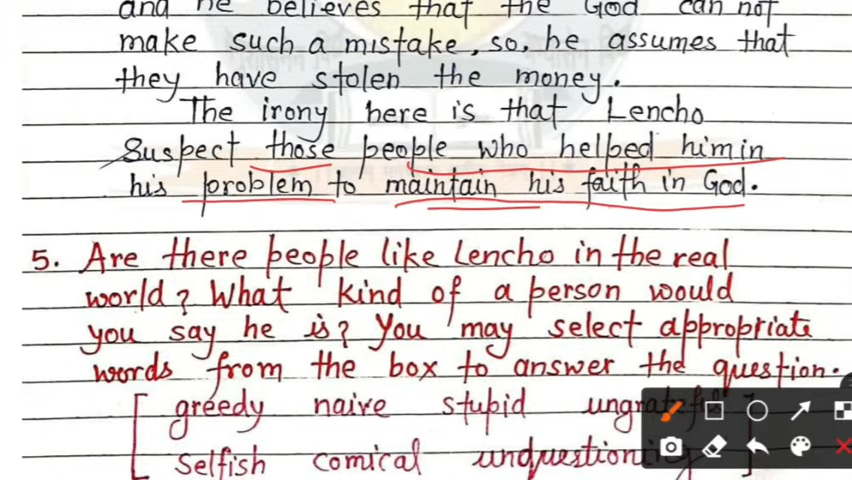 and he believes that the God can not
make such a mistake. so, he assumes that
they have stolen the money.
The irony here is that Lencho
Suspect those people who helped him in
his problem to maintain his faith in God.
5. Are there people like Lencho in the real
world? What kind of a person would
you say he is? You may select appropriate
words from the box to answer the question.
[ greedy naive stupid ungrateful
selfish comical unquestioning ]